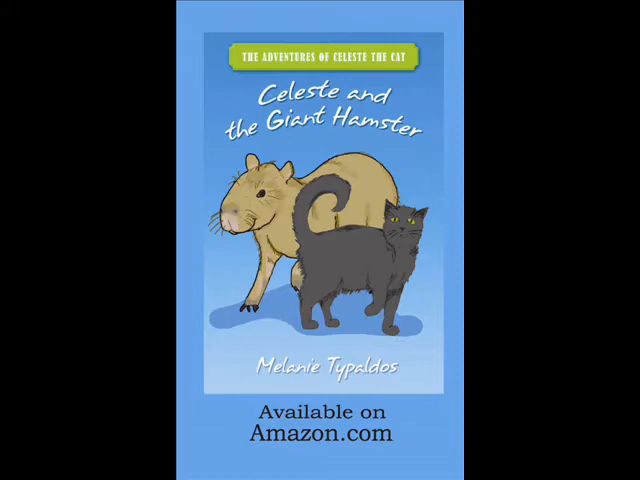 THE ADVENTURES OF CELESTE THE CAT
Celeste and
the Giant Hamster
Melanie Typaldos
Available on
Amazon.com